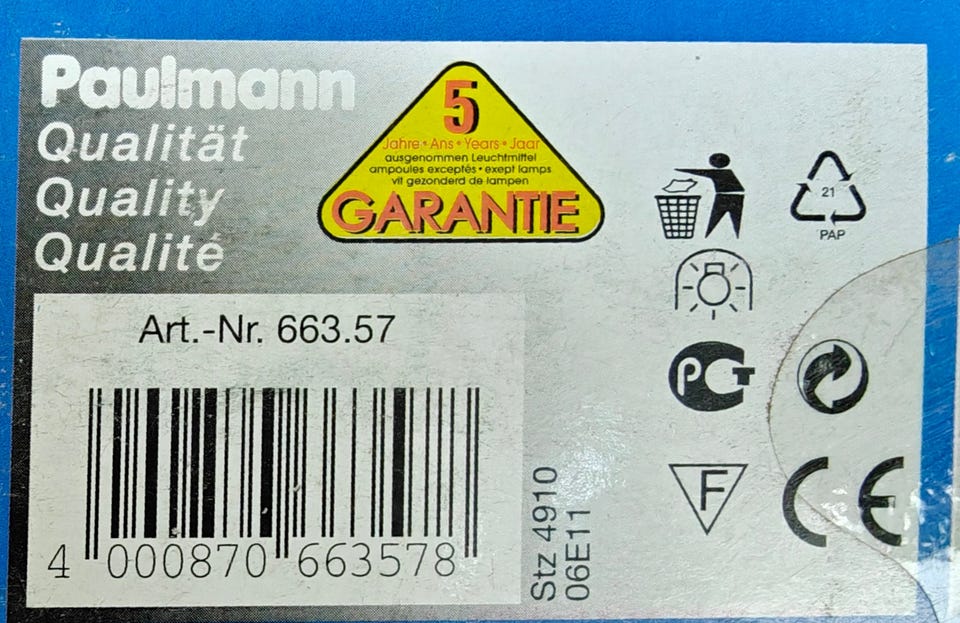 Paulmann
Qualität
Quality
Qualité
5
Jahre • Ans • Years • Jaar
ausgenommen Leuchtmittel
ampoules exceptés • exept lamps
vit gezonderd de lampen
GARANTIE
21
PAP
Art.-Nr. 663.57
4 000870 663578
Stz 4910
06E11
PCT
F
CE